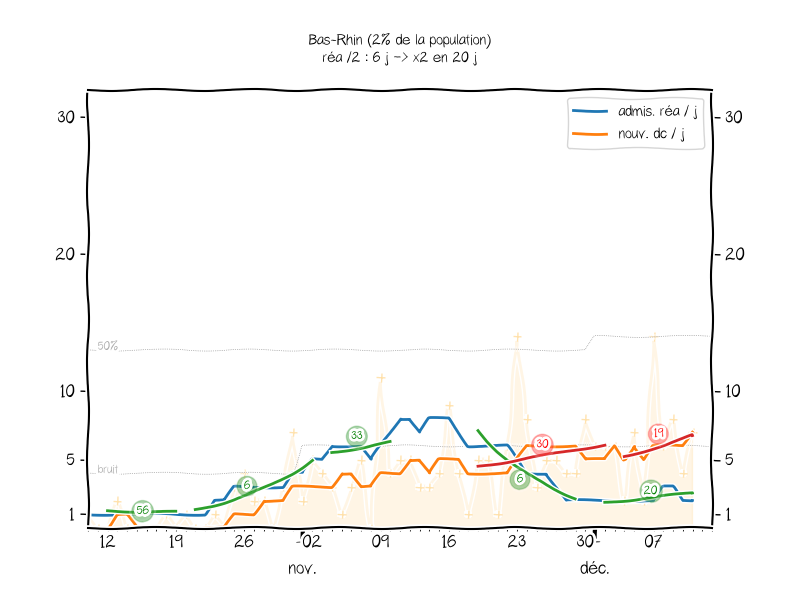 Bas-Rhin (2% de la population)
réa /2 : 6 j -> x2 en 20 j
admis. réa / j
nouv. dc / j
30
30
20
20
50%
10
10
33
30
19
5
5
bruit
6
6
20
56
1
1
12 19 26 02 09 16 23 30 07
nov. déc.